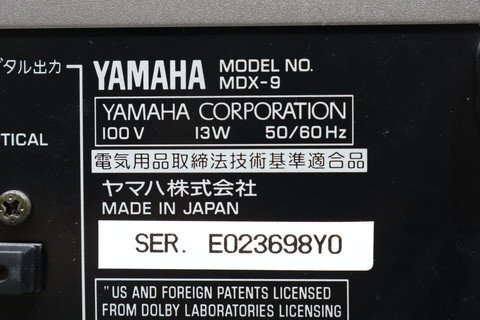 デジタル出力
YAMAHA MODEL NO.
MDX-9
YAMAHA CORPORATION
100V 13W 50/60Hz
TICAL
電気用品取締法技術基準適合品
ヤマハ株式会社
MADE IN JAPAN
SER. E023698Y0
"US AND FOREIGN PATENTS LICENSED
FROM DOLBY LABORATORIES LICENSING